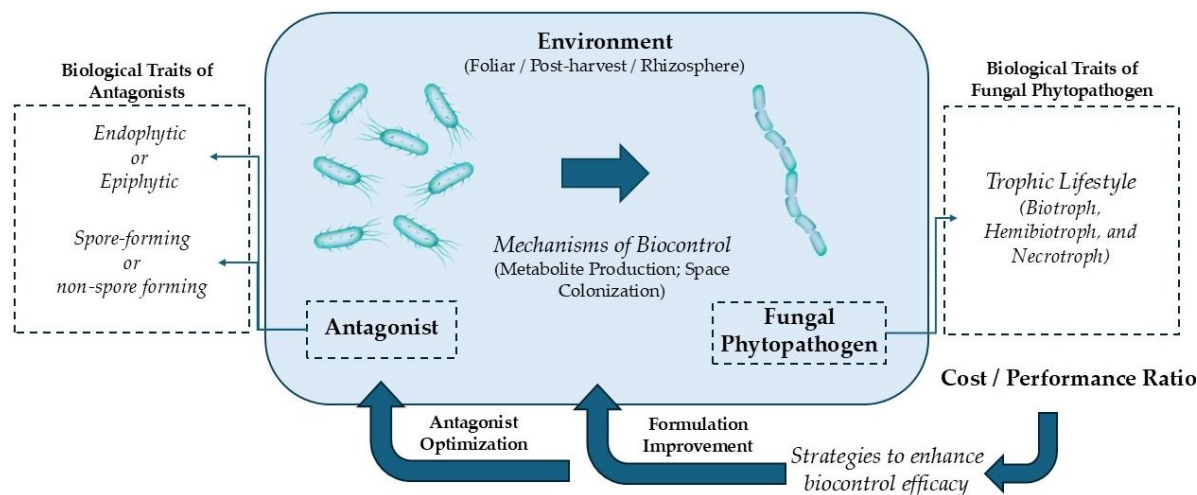 Environment
(Foliar / Post-harvest / Rhizosphere)
Biological Traits of
Antagonists
Endophytic
or
Epiphytic
Spore-forming
or
non-spore forming
Mechanisms of Biocontrol
(Metabolite Production; Space
Colonization)
Antagonist
Fungal
Phytopathogen
Biological Traits of
Fungal Phytopathogen
Trophic Lifestyle
(Biotroph,
Hemibiotroph, and
Necrotroph)
Cost / Performance Ratio
Antagonist
Optimization
Formulation
Improvement
Strategies to enhance
biocontrol efficacy